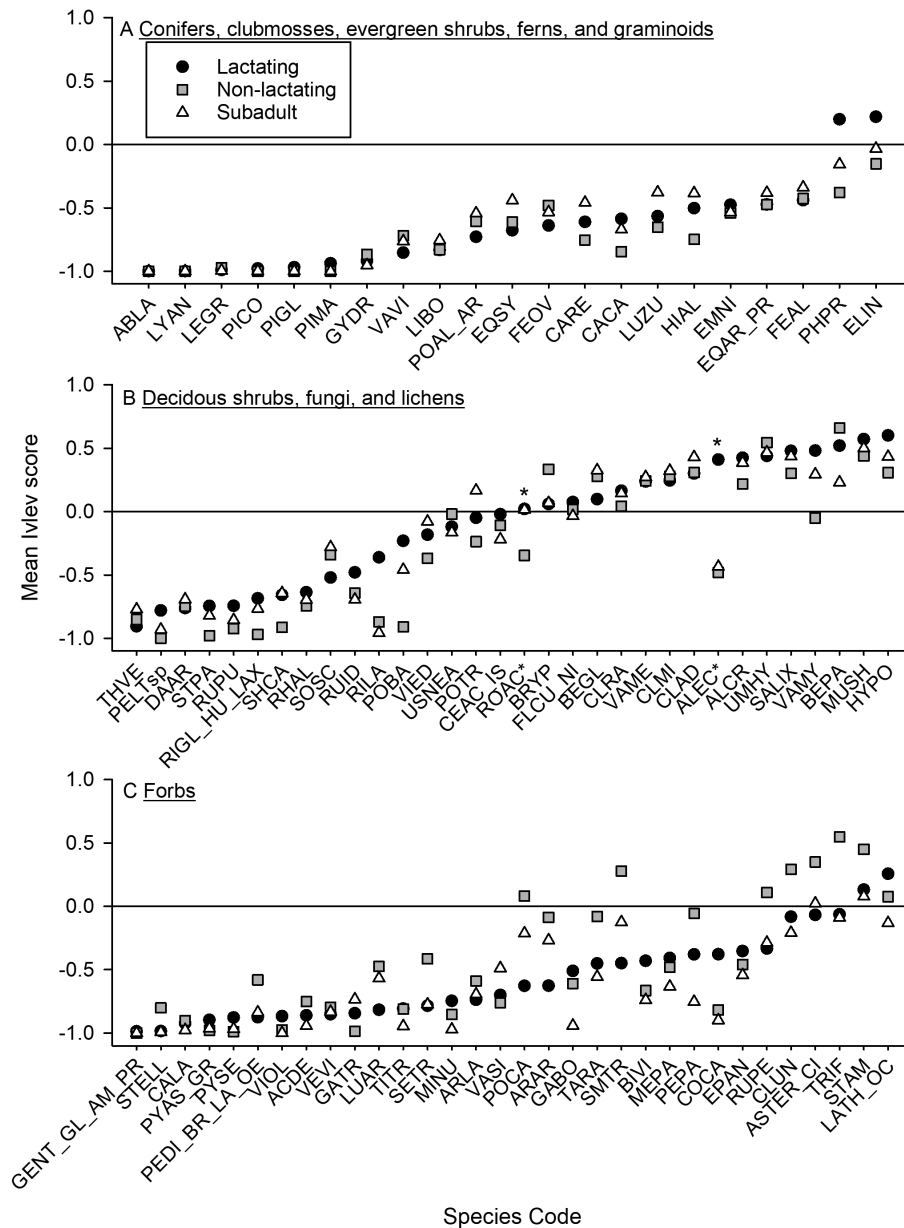 A Conifers, clubmosses, evergreen shrubs, ferns, and graminoids
Lactating
Non-lactating
Subadult
1.0
0.5
0.0
-0.5
-1.0
ABLA
LYAN
LEGR
PICO
PIGL
PIMA
GYDR
VAVI
LIBO
POAL_AR
EQSY
FEOV
CARE
CACA
LUZU
HIAL
EMNI
EQAR_PR
FEAL
PHPR
ELIN
Mean Ivlev score
B Decidous shrubs, fungi, and lichens
1.0
0.5
0.0
-0.5
-1.0
*
*
THVE
PELTsp
DAAR
STPA
RUPU
RIGL_HU_LAX
SHCA
RHAL
SOSC
RUID
RILA
POBA
VIED
USNEA
POTR
CEAC_IS
ROAC*
BRYP
FLCU_NI
BEGL
CLRA
VAME
CLMI
CLAD
ALEC*
ALCR
UMHY
SALIX
VAMY
BEPA
MUSH
HYPO
C Forbs
1.0
0.5
0.0
-0.5
-1.0
GENT_GL_AM_PR
STELL
CALA
PYAS_GR
PYSE
PEDI_BR_LA_OE
VIOL
ACDE
VEVI
GATR
LUAR
TITR
SETR
MINU
ARLA
VASI
POCA
ARAR
GABO
TARA
SMTR
BIVI
MEPA
PEPA
COCA
EPAN
RUPE
CLUN
ASTER_CI
TRIF
STAM
LATH_OC
Species Code